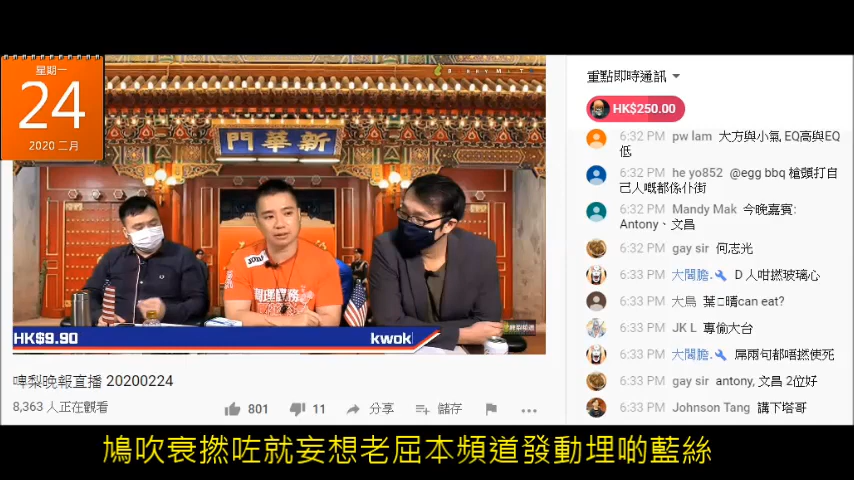 星期一
24
2020 二月
新華門
HK$9.90
kwok
啤梨頻道
啤梨晚報直播 20200224
8,363 人正在觀看
801
11
分享
儲存
重點即時通訊
HK$250.00
6:32 PM pw lam 大方與小氣, EQ高與EQ
低
6:32 PM he yo852 @egg bbq 槍頭打自
己人嘅都係仆街
6:32 PM Mandy Mak 今晚嘉賓:
Antony、文昌
6:32 PM gay sir 何志光
6:33 PM 大閪膽. D 人咁撚玻璃心
6:33 PM 大鳥 葉□晴can eat?
6:33 PM JK L 專偷大台
6:33 PM 大閪膽. 屌兩句都唔撚使死
6:33 PM gay sir antony, 文昌 2位好
6:33 PM Johnson Tang 講下塔哥
鳩吹衰撚咗就妄想老屈本頻道發動埋啲藍絲